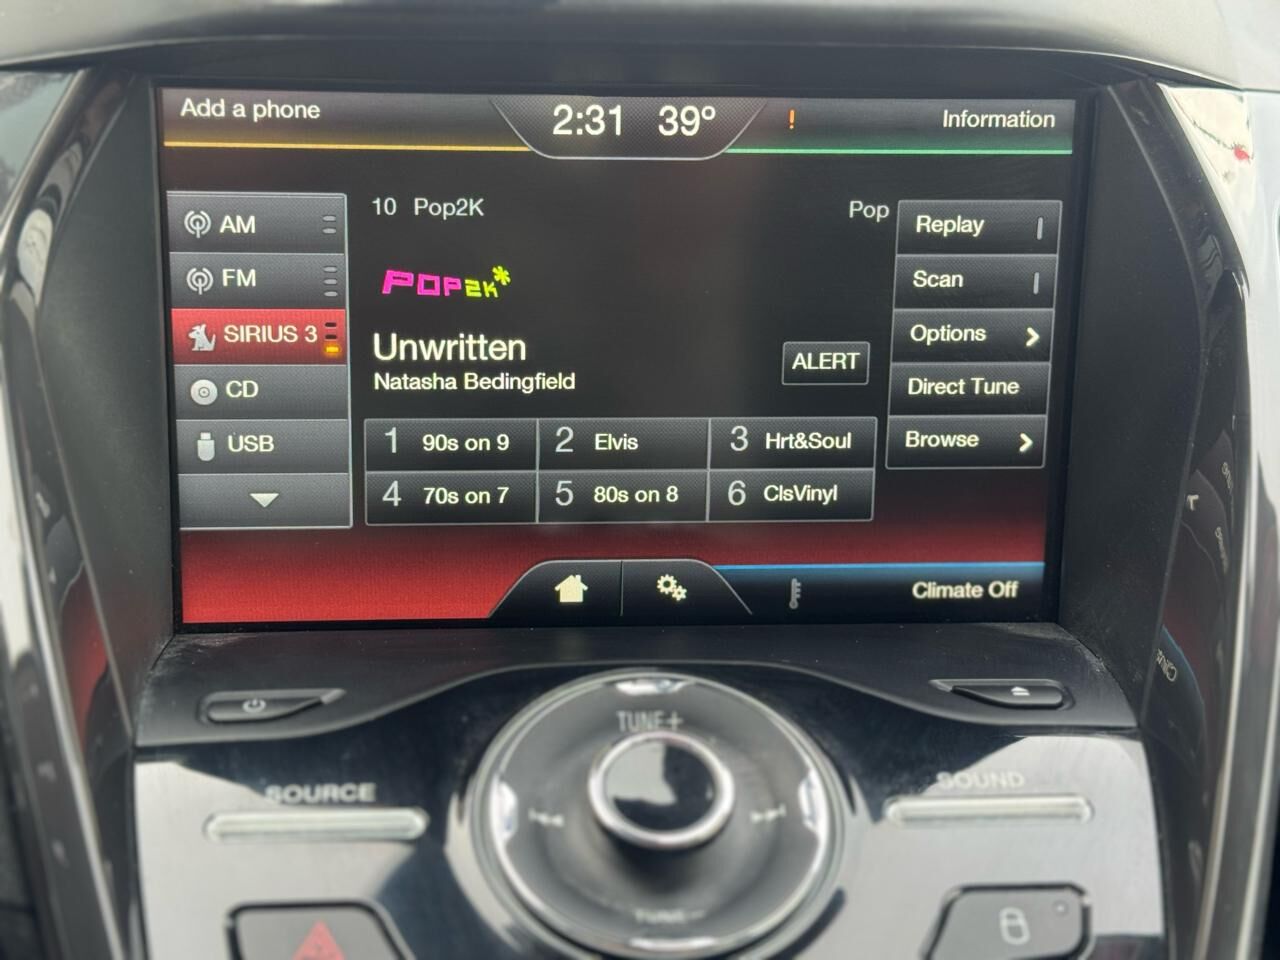 Add a phone
2:31 39°
!
Information
AM
FM
SIRIUS 3
CD
USB
10 Pop2K
Pop
POP2K*
Unwritten
Natasha Bedingfield
ALERT
1 90s on 9
2 Elvis
3 Hrt&Soul
4 70s on 7
5 80s on 8
6 ClsVinyl
Replay
Scan
Options
Direct Tune
Browse
Climate Off
TUNE+
SOURCE
SOUND
TUNE-